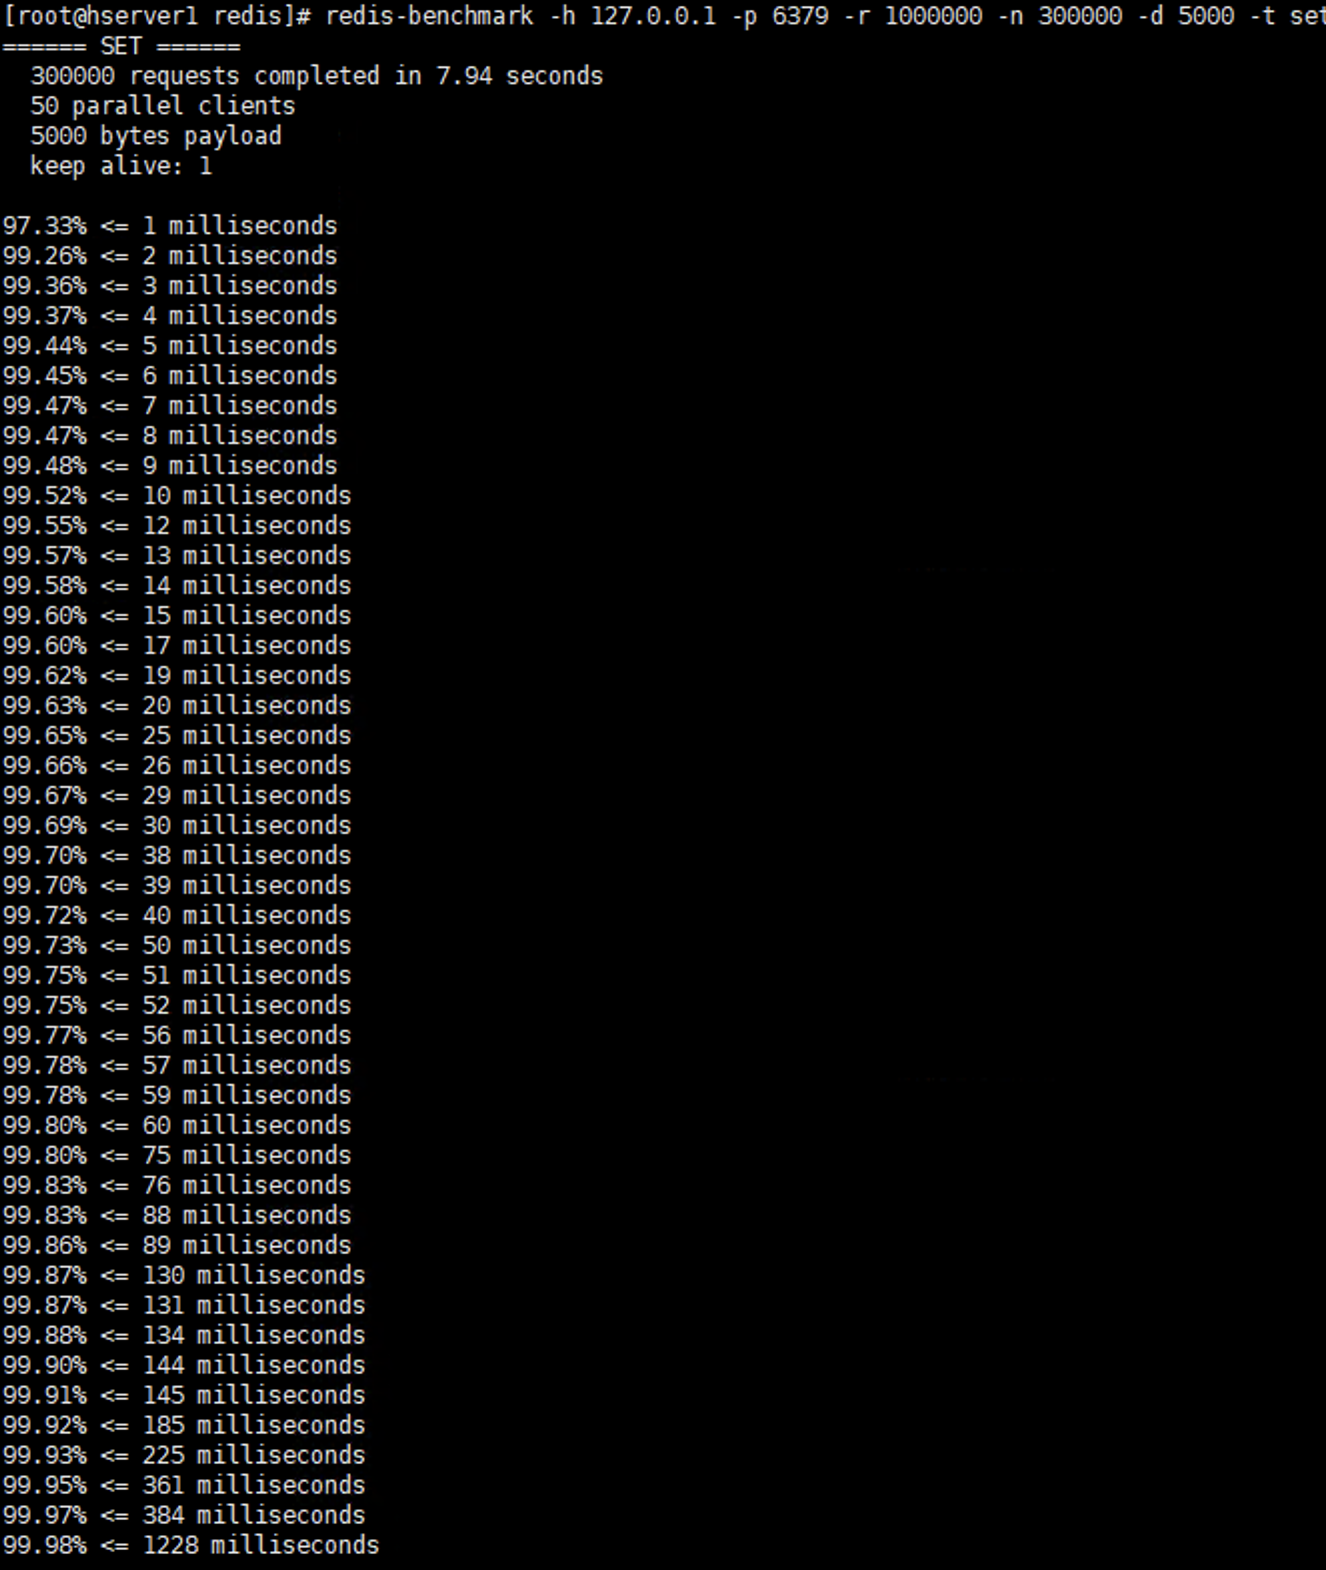 [root@hserver1 redis]# redis-benchmark -h 127.0.0.1 -p 6379 -r 1000000 -n 300000 -d 5000 -t set
====== SET ======
300000 requests completed in 7.94 seconds
50 parallel clients
5000 bytes payload
keep alive: 1
97.33% <= 1 milliseconds
99.26% <= 2 milliseconds
99.36% <= 3 milliseconds
99.37% <= 4 milliseconds
99.44% <= 5 milliseconds
99.45% <= 6 milliseconds
99.47% <= 7 milliseconds
99.47% <= 8 milliseconds
99.48% <= 9 milliseconds
99.52% <= 10 milliseconds
99.55% <= 12 milliseconds
99.57% <= 13 milliseconds
99.58% <= 14 milliseconds
99.60% <= 15 milliseconds
99.60% <= 17 milliseconds
99.62% <= 19 milliseconds
99.63% <= 20 milliseconds
99.65% <= 25 milliseconds
99.66% <= 26 milliseconds
99.67% <= 29 milliseconds
99.69% <= 30 milliseconds
99.70% <= 38 milliseconds
99.70% <= 39 milliseconds
99.72% <= 40 milliseconds
99.73% <= 50 milliseconds
99.75% <= 51 milliseconds
99.75% <= 52 milliseconds
99.77% <= 56 milliseconds
99.78% <= 57 milliseconds
99.78% <= 59 milliseconds
99.80% <= 60 milliseconds
99.80% <= 75 milliseconds
99.83% <= 76 milliseconds
99.83% <= 88 milliseconds
99.86% <= 89 milliseconds
99.87% <= 130 milliseconds
99.87% <= 131 milliseconds
99.88% <= 134 milliseconds
99.90% <= 144 milliseconds
99.91% <= 145 milliseconds
99.92% <= 185 milliseconds
99.93% <= 225 milliseconds
99.95% <= 361 milliseconds
99.97% <= 384 milliseconds
99.98% <= 1228 milliseconds